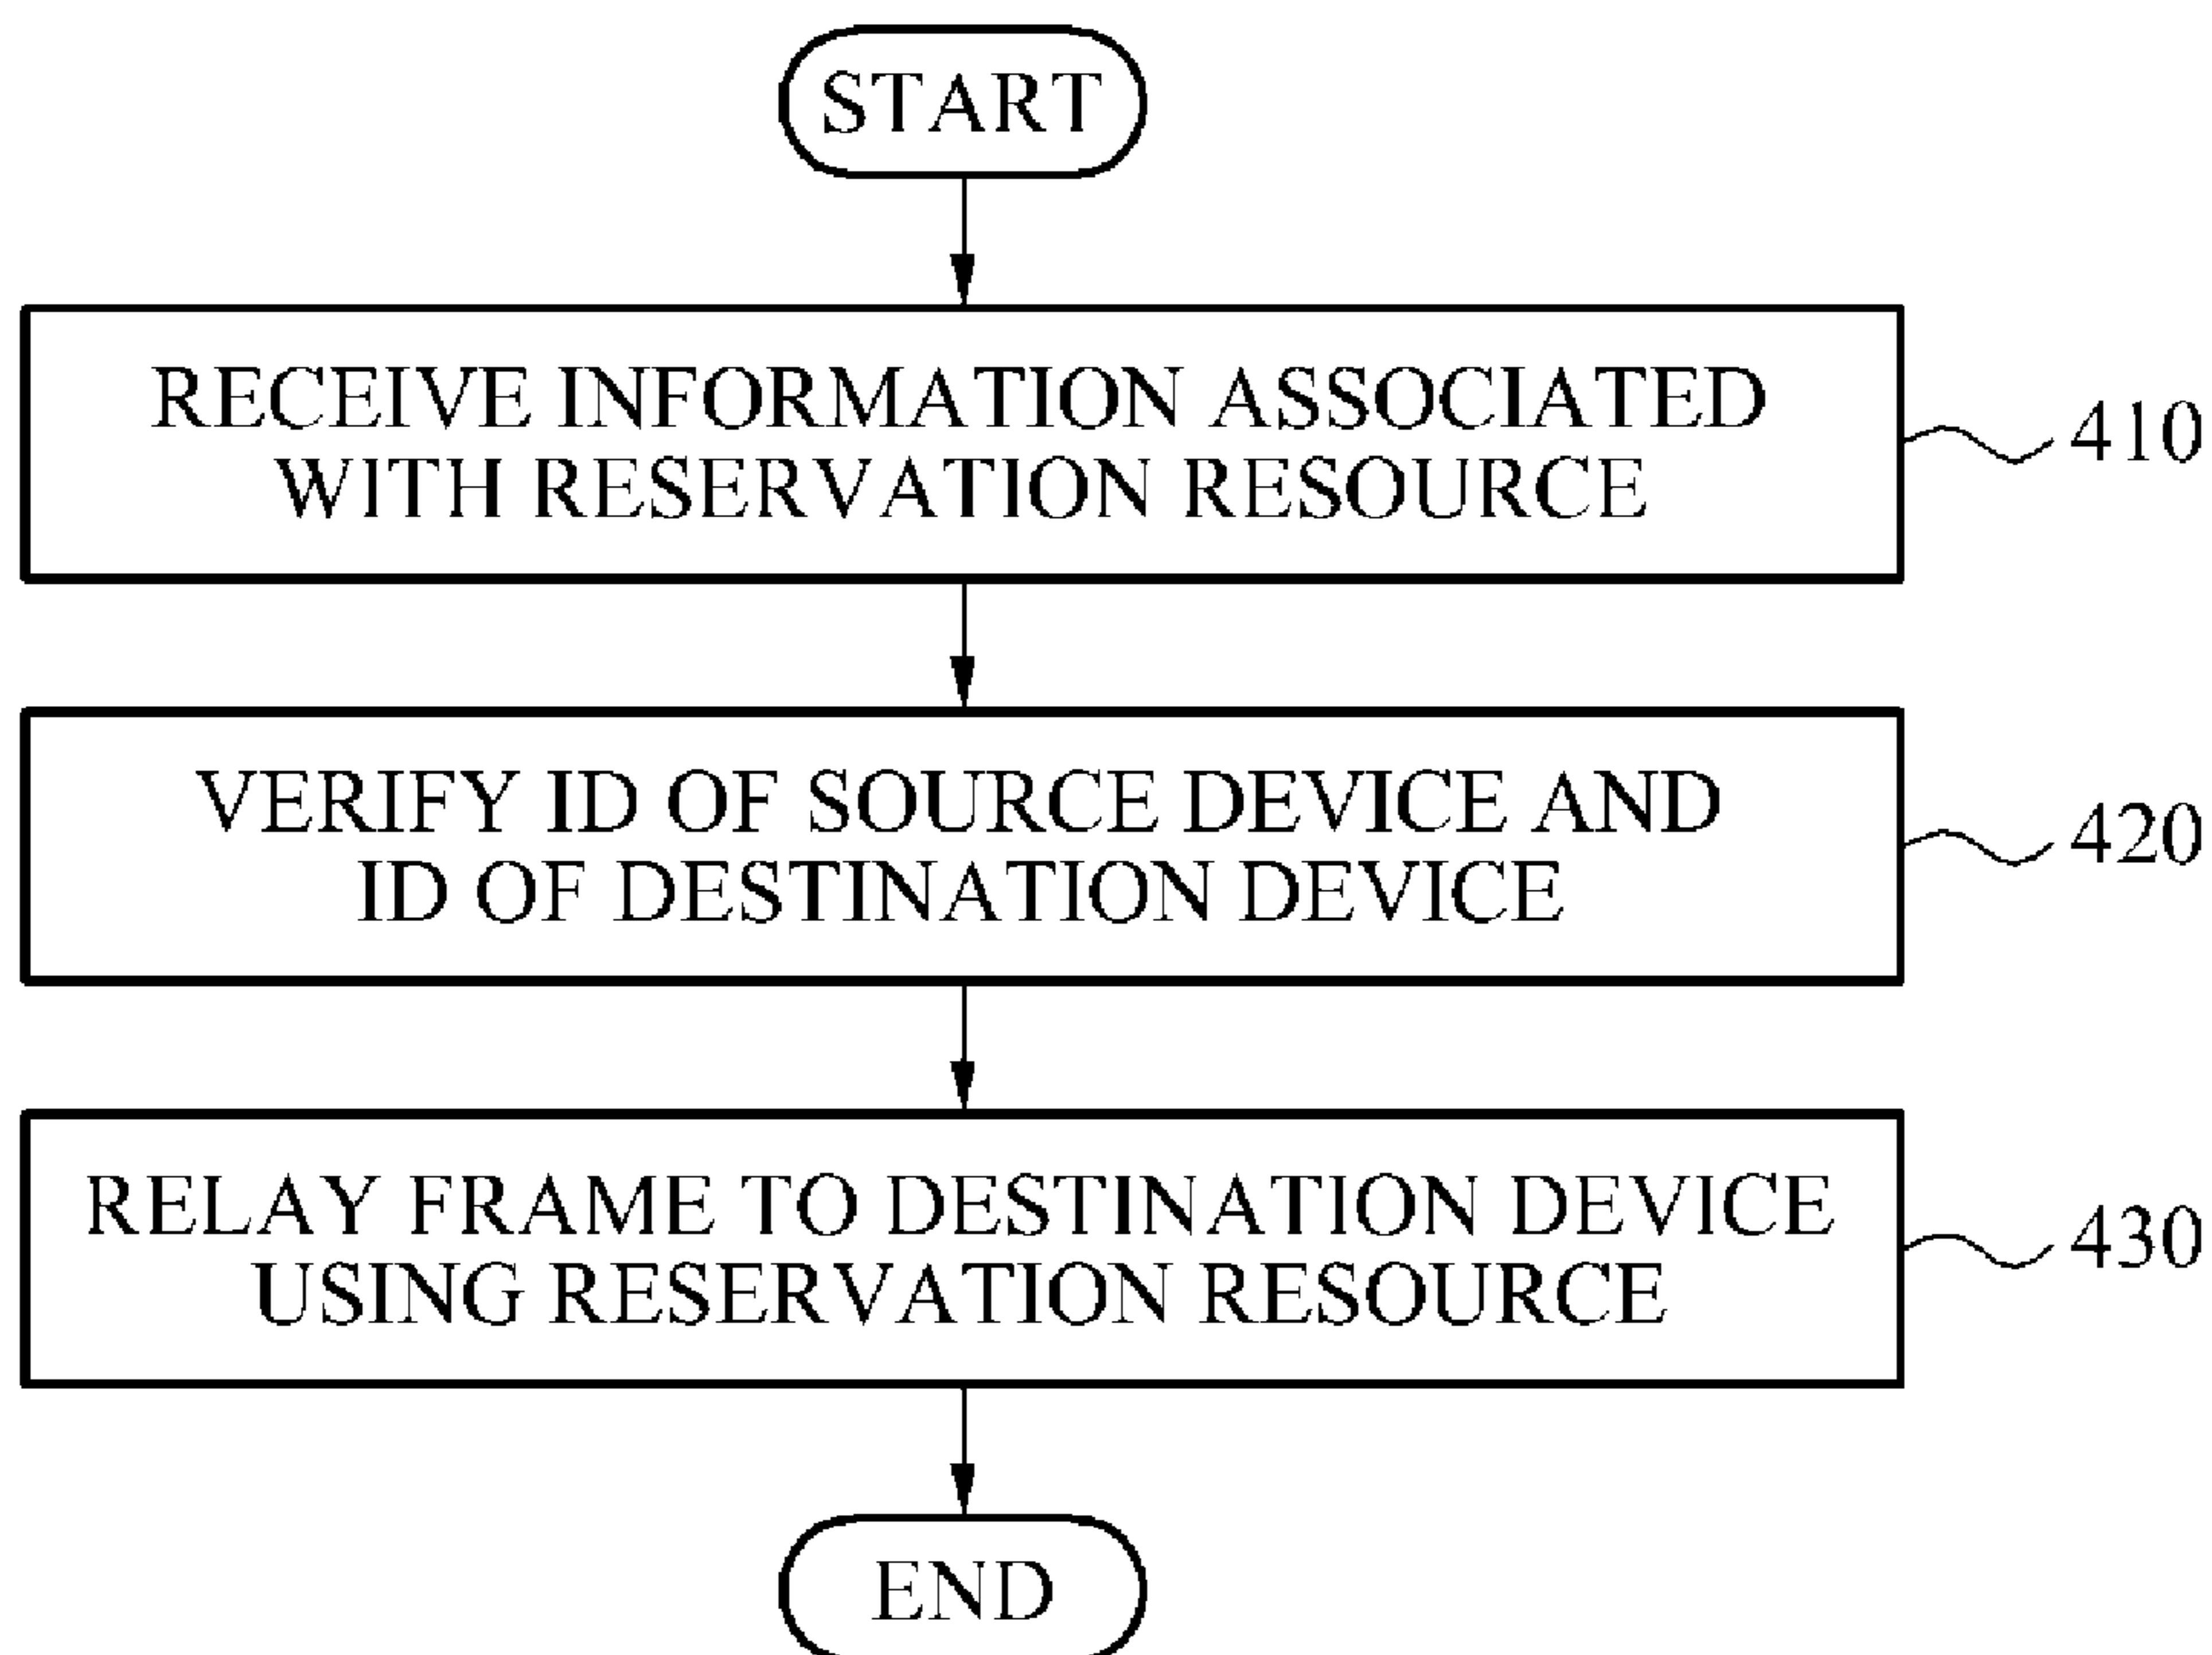 START
RECEIVE INFORMATION ASSOCIATED
WITH RESERVATION RESOURCE
410
VERIFY ID OF SOURCE DEVICE AND
ID OF DESTINATION DEVICE
420
RELAY FRAME TO DESTINATION DEVICE
USING RESERVATION RESOURCE
430
END